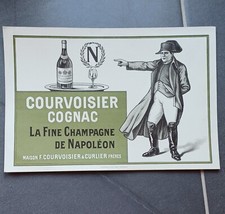 N
COURVOISIER
COGNAC
LA FINE CHAMPAGNE
DE NAPOLÉON
MAISON F. COURVOISIER & CURLIER FRÈRES